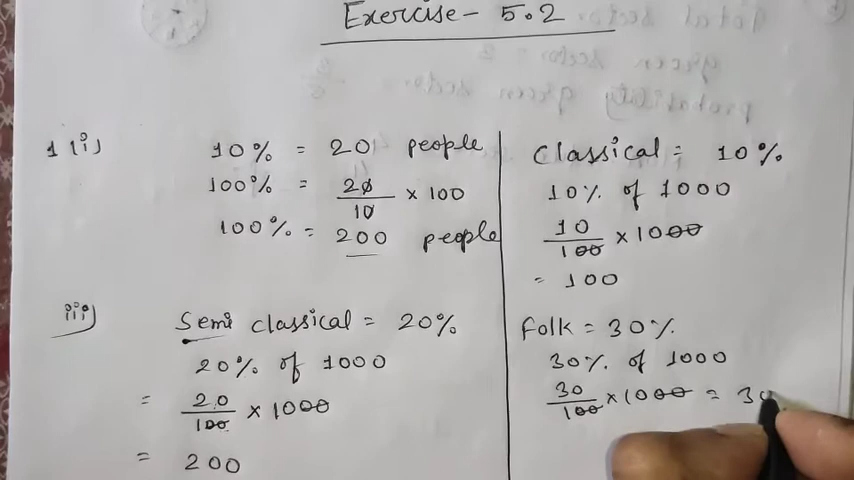 Exercise - 5.2
1 (i)
10% = 20 people
100% = 20/10 × 100
100% = 200 people
Classical = 10%
10% of 1000
10/100 × 1000
= 100
iii)
Semi classical = 20%
20% of 1000
= 20/100 × 1000
= 200
Folk = 30%
30% of 1000
30/100 × 1000 = 30